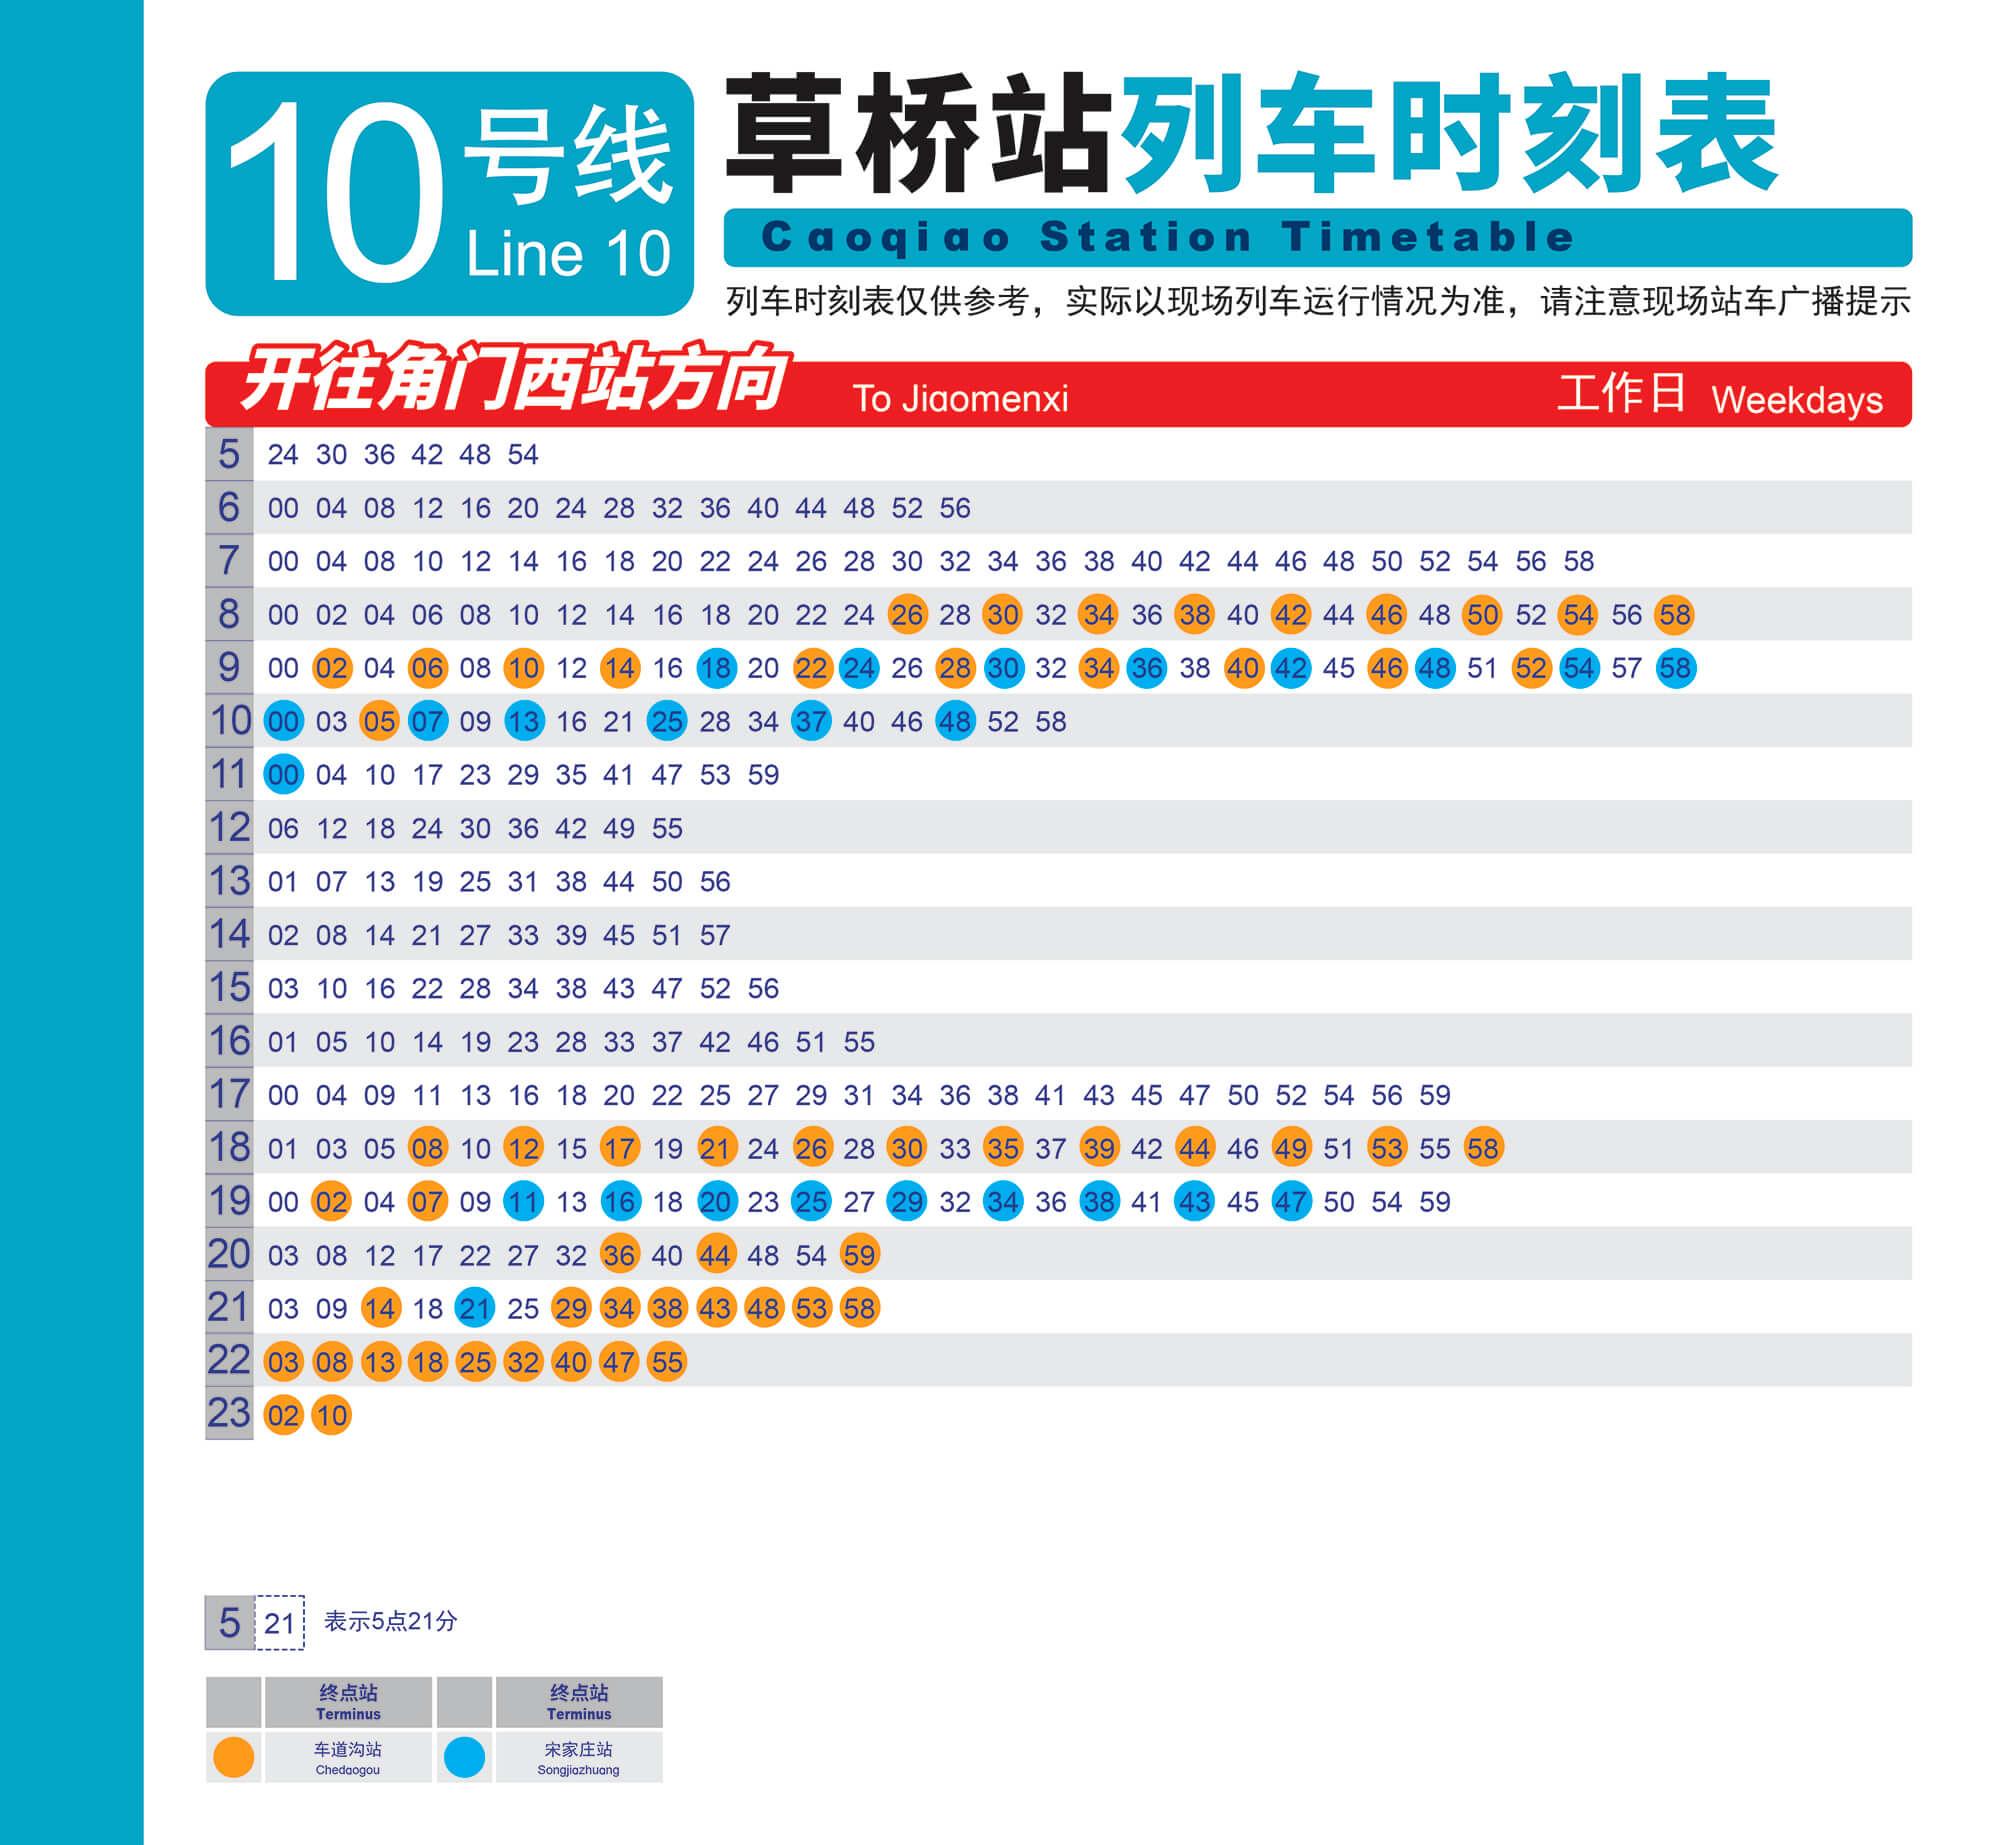 10号线
Line 10
草桥站列车时刻表
Caoqiao Station Timetable
列车时刻表仅供参考，实际以现场列车运行情况为准，请注意现场站车广播提示
开往角门西站方向 To Jiaomenxi 工作日 Weekdays
5 24 30 36 42 48 54
6 00 04 08 12 16 20 24 28 32 36 40 44 48 52 56
7 00 04 08 10 12 14 16 18 20 22 24 26 28 30 32 34 36 38 40 42 44 46 48 50 52 54 56 58
8 00 02 04 06 08 10 12 14 16 18 20 22 24 26 28 30 32 34 36 38 40 42 44 46 48 50 52 54 56 58
9 00 02 04 06 08 10 12 14 16 18 20 22 24 26 28 30 32 34 36 38 40 42 45 46 48 51 52 54 57 58
10 00 03 05 07 09 13 16 21 25 28 34 37 40 46 48 52 58
11 00 04 10 17 23 29 35 41 47 53 59
12 06 12 18 24 30 36 42 49 55
13 01 07 13 19 25 31 38 44 50 56
14 02 08 14 21 27 33 39 45 51 57
15 03 10 16 22 28 34 38 43 47 52 56
16 01 05 10 14 19 23 28 33 37 42 46 51 55
17 00 04 09 11 13 16 18 20 22 25 27 29 31 34 36 38 41 43 45 47 50 52 54 56 59
18 01 03 05 08 10 12 15 17 19 21 24 26 28 30 33 35 37 39 42 44 46 49 51 53 55 58
19 00 02 04 07 09 11 13 16 18 20 23 25 27 29 32 34 36 38 41 43 45 47 50 54 59
20 03 08 12 17 22 27 32 36 40 44 48 54 59
21 03 09 14 18 21 25 29 34 38 43 48 53 58
22 03 08 13 18 25 32 40 47 55
23 02 10
5 21 表示5点21分
终点站 终点站
Terminus Terminus
车道沟站 宋家庄站
Chedaogou Songjiazhuang